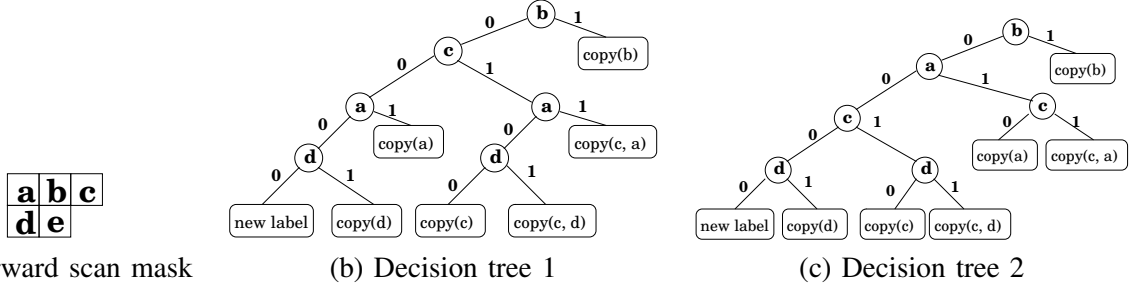 b
0 1
c copy(b)
0 1
a a
0 1 0 1
d copy(a) d copy(c, a)
0 1 0 1
new label copy(d) copy(c) copy(c, d)
b
0 1
a copy(b)
0 1
c c
0 1 0 1
d d copy(a) copy(c, a)
0 1 0 1
new label copy(d) copy(c) copy(c, d)
a b c
d e
ward scan mask
(b) Decision tree 1
(c) Decision tree 2